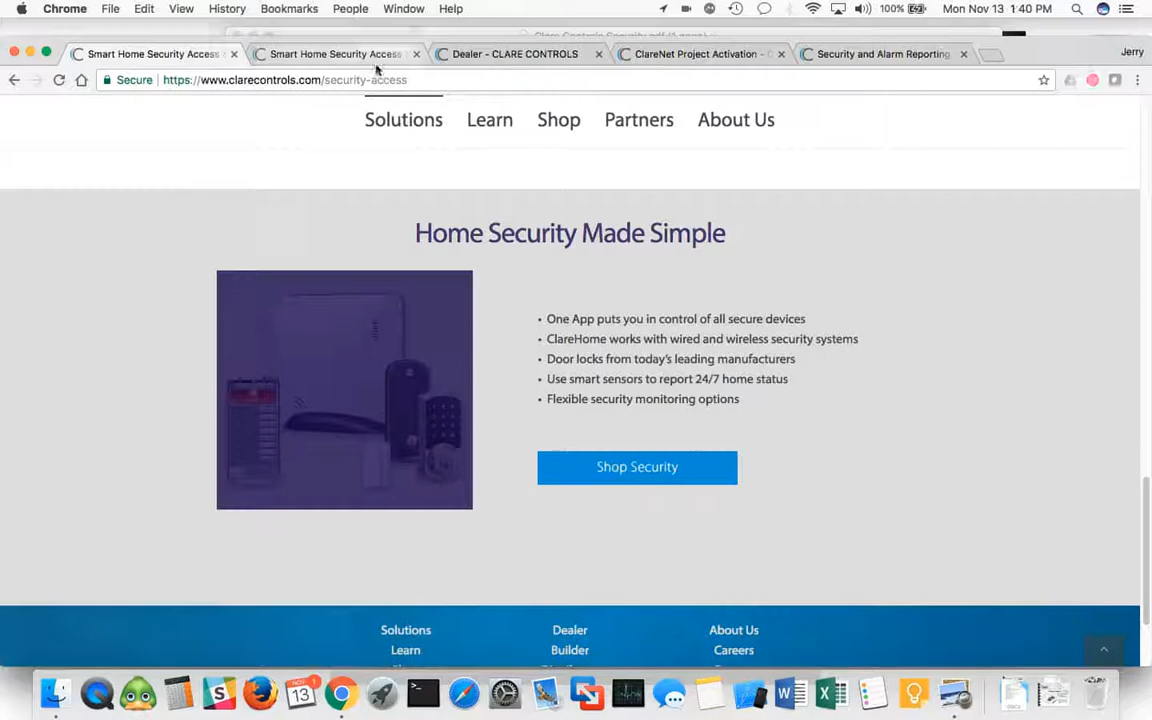 Chrome File Edit View History Bookmarks People Window Help 100% Mon Nov 13 1:40 PM
Smart Home Security Access Smart Home Security Access Dealer - CLARE CONTROLS ClareNet Project Activation - Security and Alarm Reporting Jerry
Secure https://www.clarecontrols.com/security-access
Solutions Learn Shop Partners About Us
Home Security Made Simple
• One App puts you in control of all secure devices
• ClareHome works with wired and wireless security systems
• Door locks from today's leading manufacturers
• Use smart sensors to report 24/7 home status
• Flexible security monitoring options
Shop Security
Solutions Dealer About Us
Learn Builder Careers
NOV
13